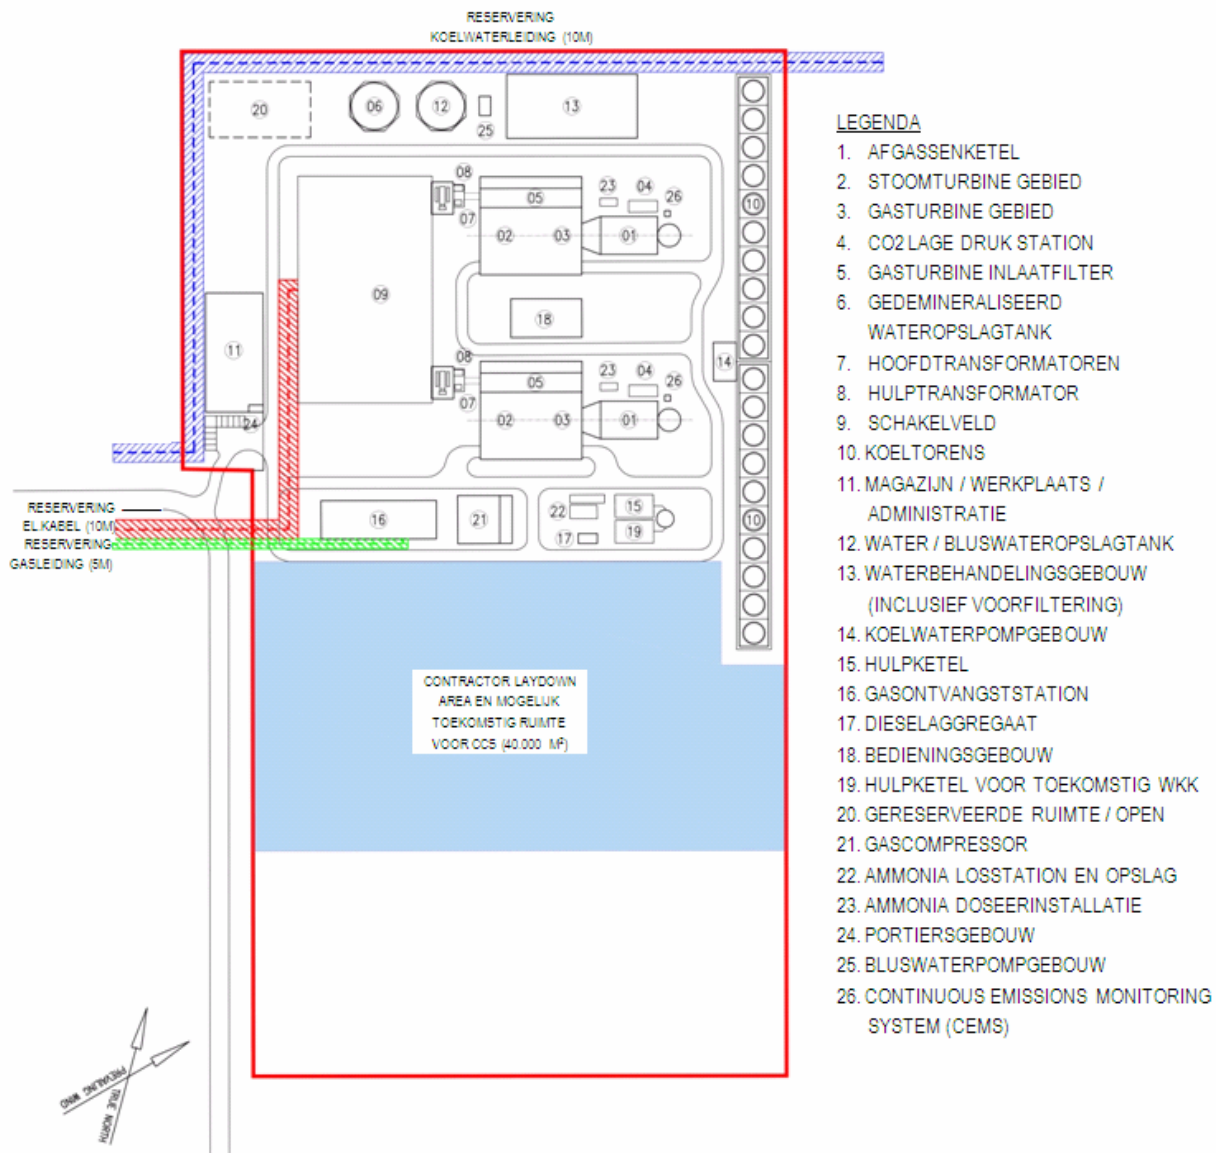 RESERVERING
KOELWATERLEIDING (10M)
20
06
12
25
13
08
07
05
02
03
23
04
26
01
10
09
18
11
14
08
07
05
02
03
23
04
26
01
24
10
16
21
22
15
17
19
RESERVERING
EL.KABEL (10M)
RESERVERING
GASLEIDING (5M)
CONTRACTOR LAYDOWN
AREA EN MOGELIJK
TOEKOMSTIG RUIMTE
VOOR CCS (40.000 M²)
PREVAILING WIND
TRUE NORTH
LEGENDA
1. AFGASSENKETEL
2. STOOMTURBINE GEBIED
3. GASTURBINE GEBIED
4. CO2 LAGE DRUK STATION
5. GASTURBINE INLAATFILTER
6. GEDEMINERALISEERD
WATEROPSLAGTANK
7. HOOFDTRANSFORMATOREN
8. HULPTRANSFORMATOR
9. SCHAKELVELD
10. KOELTORENS
11. MAGAZIJN / WERKPLAATS /
ADMINISTRATIE
12. WATER / BLUSWATEROPSLAGTANK
13. WATERBEHANDELINGSGEBOUW
(INCLUSIEF VOORFILTERING)
14. KOELWATERPOMPGEBOUW
15. HULPKETEL
16. GASONTVANGSTSTATION
17. DIESELAGGREGAAT
18. BEDIENINGSGEBOUW
19. HULPKETEL VOOR TOEKOMSTIG WKK
20. GERESERVEERDE RUIMTE / OPEN
21. GASCOMPRESSOR
22. AMMONIA LOSSTATION EN OPSLAG
23. AMMONIA DOSEERINSTALLATIE
24. PORTIERSGEBOUW
25. BLUSWATERPOMPGEBOUW
26. CONTINUOUS EMISSIONS MONITORING
SYSTEM (CEMS)